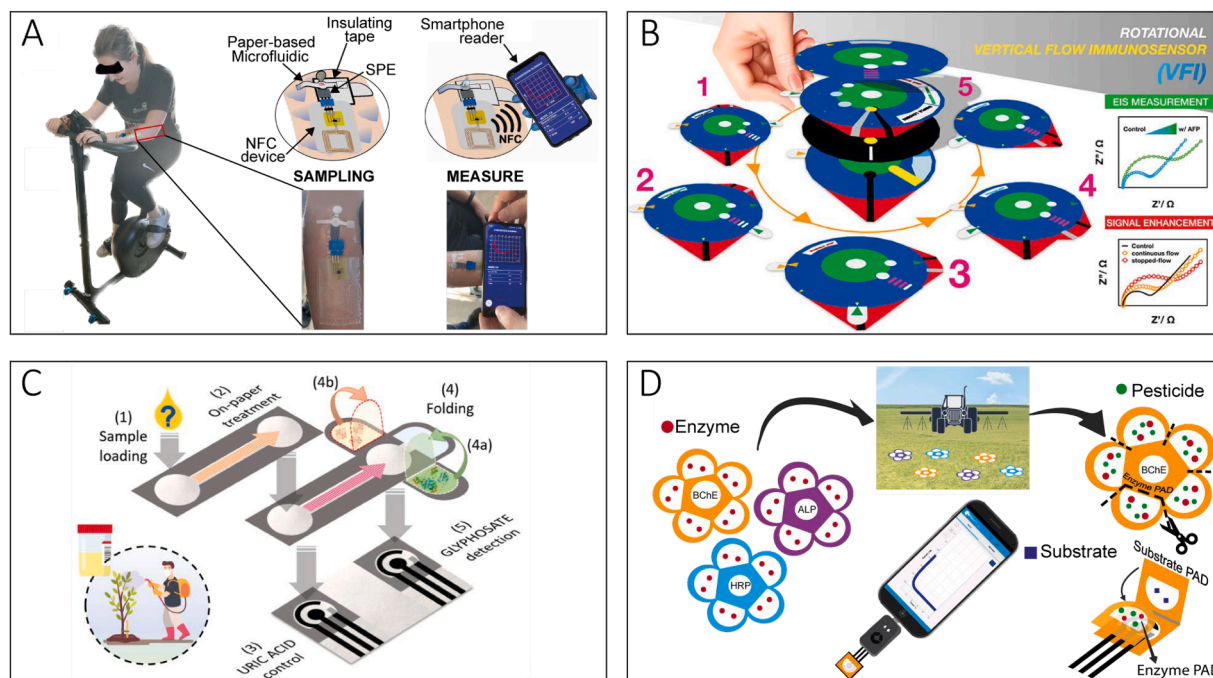 A
Paper-based
Microfluidic
Insulating
tape
SPE
NFC
device
Smartphone
reader
NFC
SAMPLING
MEASURE
B
ROTATIONAL
VERTICAL FLOW IMMUNOSENSOR
(VFI)
1
2
3
4
5
EIS MEASUREMENT
Control
w/ AFP
Z''/ Ω
Z'/ Ω
SIGNAL ENHANCEMENT
Control
continuous flow
stopped-flow
Z''/ Ω
Z'/ Ω
C
(1)
Sample
loading
?
(2)
On-paper
treatment
(4b)
(4)
Folding
(4a)
(5)
GLYPHOSATE
detection
(3)
URIC ACID
control
D
Enzyme
BChE
ALP
HRP
Pesticide
BChE
Enzyme PAD
Substrate
Substrate PAD
Enzyme PAD